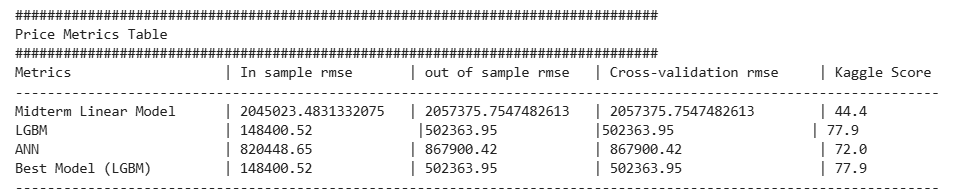 ################################################################################
Price Metrics Table
################################################################################
Metrics | In sample rmse | out of sample rmse | Cross-validation rmse | Kaggle Score
--------------------------------------------------------------------------------------------------------------------
Midterm Linear Model | 2045023.4831332075 | 2057375.7547482613 | 2057375.7547482613 | 44.4
LGBM | 148400.52 |502363.95 |502363.95 | 77.9
ANN | 820448.65 | 867900.42 | 867900.42 | 72.0
Best Model (LGBM) | 148400.52 | 502363.95 | 502363.95 | 77.9
--------------------------------------------------------------------------------------------------------------------